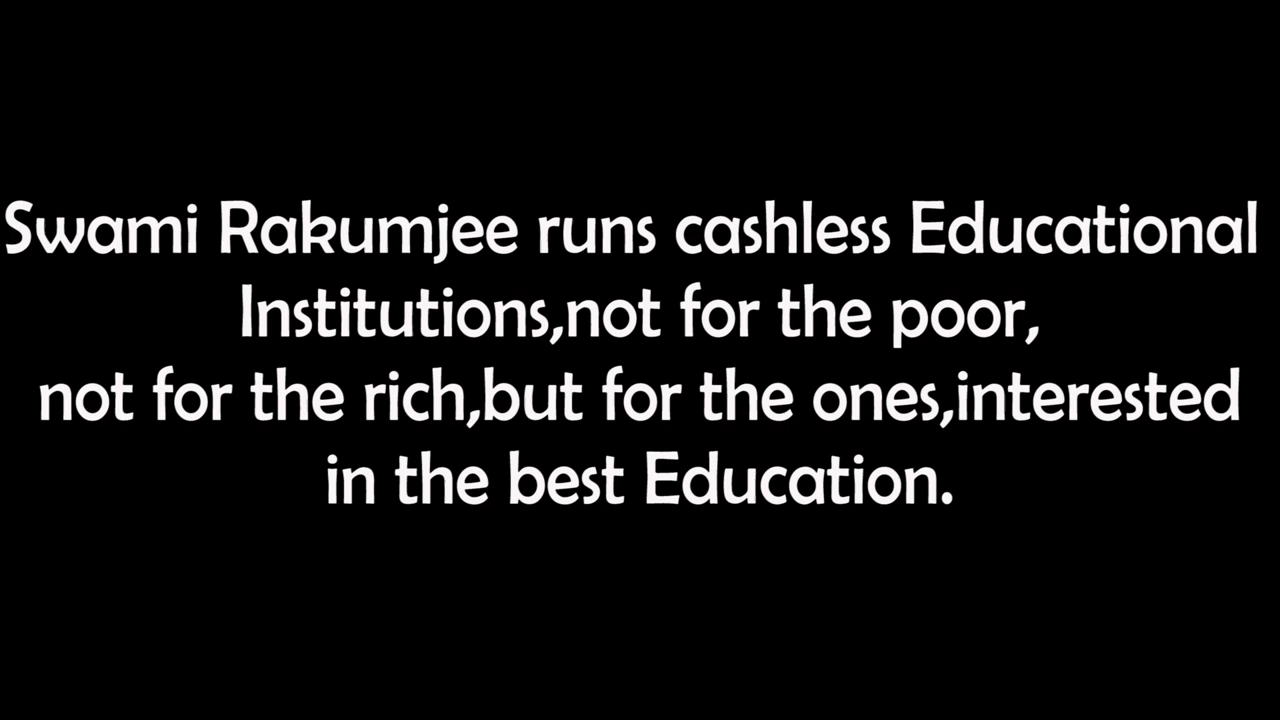 Swami Rakumjee runs cashless Educational
Institutions,not for the poor,
not for the rich,but for the ones,interested
in the best Education.